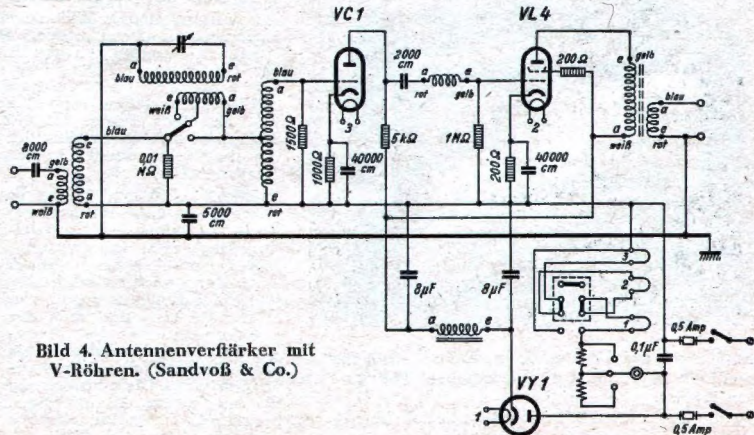 VC1
VL4
a
e
blau
rot
e
a
weiß
gelb
blau
8000
cm
gelb
a
e
weiß
e
a
rot
0,01
MΩ
5000
cm
blau
a
e
rot
1500Ω
1000Ω
3
40000
cm
5kΩ
2000
cm
a
e
rot
gelb
1MΩ
200Ω
2
40000
cm
200Ω
e
gelb
a
weiß
blau
a
e
rot
8µF
8µF
a
e
3
2
1
0,1µF
0,5 Amp
0,5 Amp
VY1
1
Bild 4. Antennenverſtärker mit
V-Röhren. (Sandvoß & Co.)